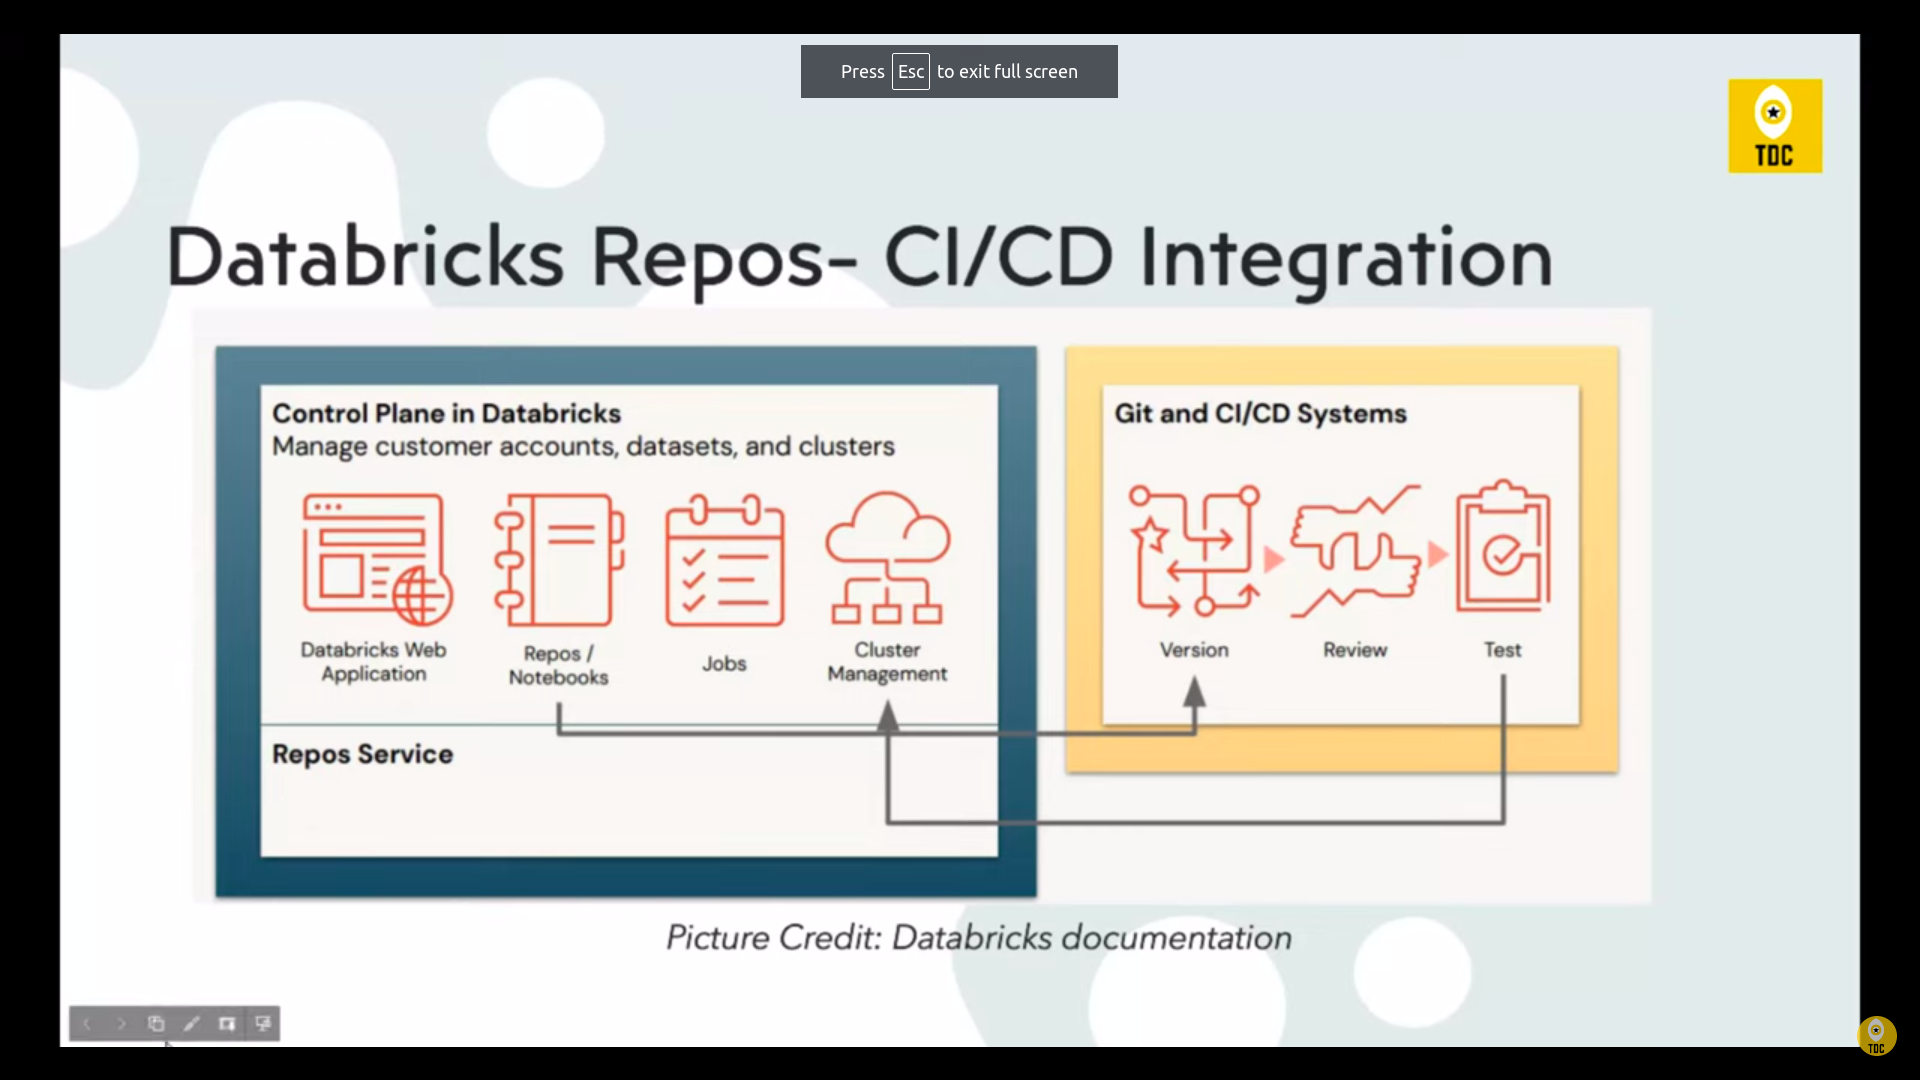 Press Esc to exit full screen
TDC
Databricks Repos- CI/CD Integration
Control Plane in Databricks
Manage customer accounts, datasets, and clusters
Databricks Web
Application
Repos /
Notebooks
Jobs
Cluster
Management
Repos Service
Git and CI/CD Systems
Version
Review
Test
Picture Credit: Databricks documentation
TDC